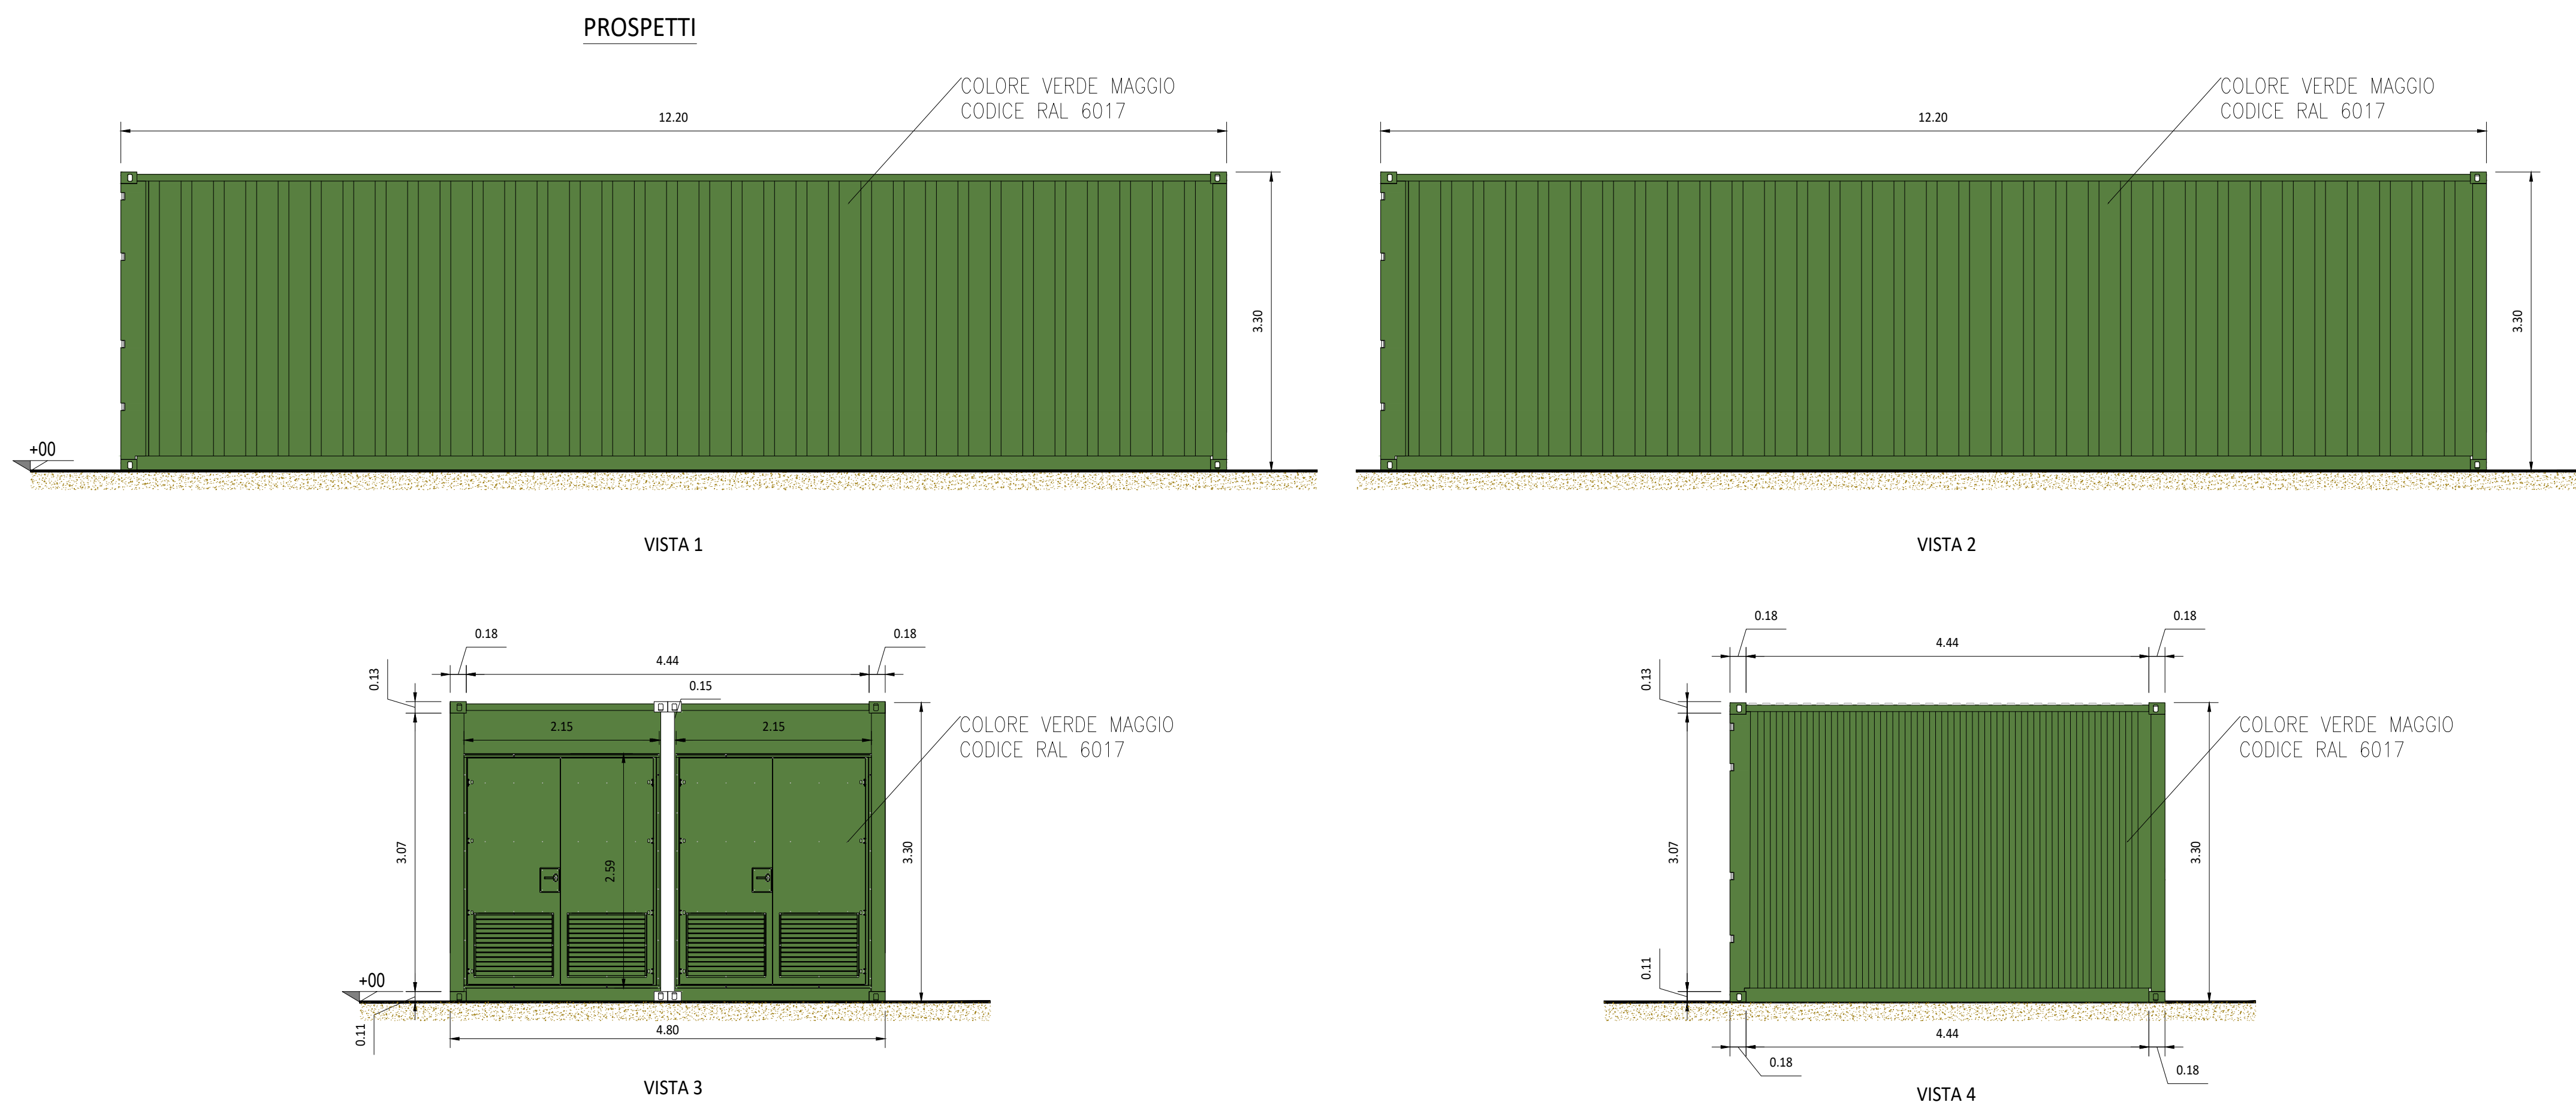 PROSPETTI
COLORE VERDE MAGGIO
CODICE RAL 6017
12.20
3.30
+00
VISTA 1
COLORE VERDE MAGGIO
CODICE RAL 6017
12.20
3.30
VISTA 2
0.18
0.18
4.44
0.13
0.15
2.15
2.15
COLORE VERDE MAGGIO
CODICE RAL 6017
3.07
2.59
3.30
+00
0.11
4.80
VISTA 3
0.18
0.18
4.44
0.13
COLORE VERDE MAGGIO
CODICE RAL 6017
3.07
3.30
0.11
4.44
0.18
0.18
VISTA 4